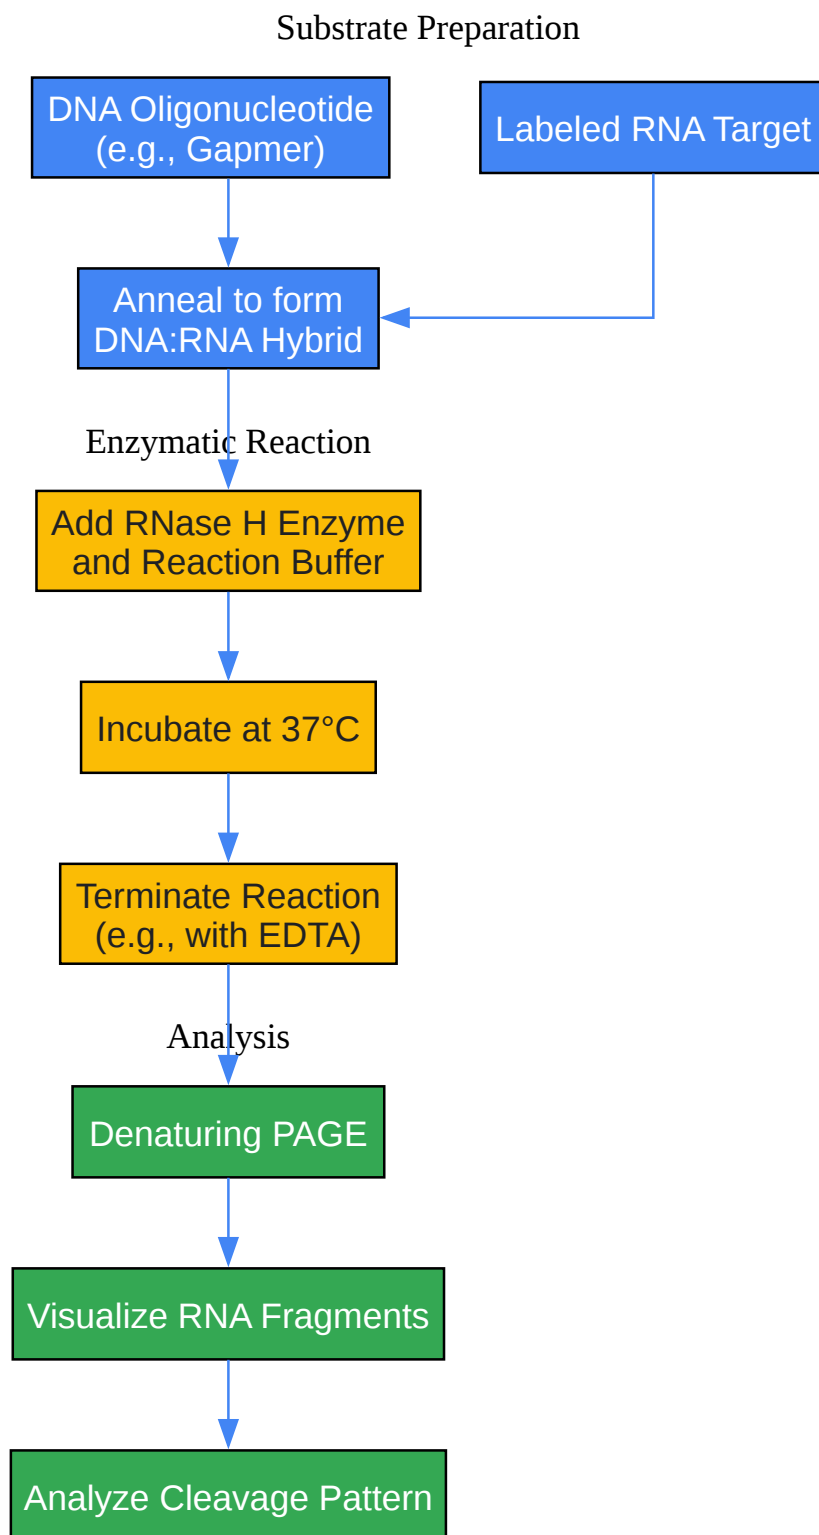 Substrate Preparation
DNA Oligonucleotide
(e.g., Gapmer)
Labeled RNA Target
Anneal to form
DNA:RNA Hybrid
Enzymatic Reaction
Add RNase H Enzyme
and Reaction Buffer
Incubate at 37°C
Terminate Reaction
(e.g., with EDTA)
Analysis
Denaturing PAGE
Visualize RNA Fragments
Analyze Cleavage Pattern